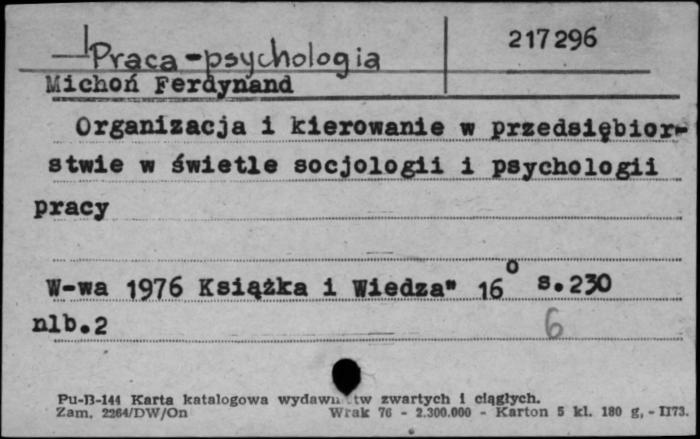 Praca-psychologia
217296
Michoń Ferdynand
Organizacja i kierowanie w przedsiębior-
stwie w świetle socjologii i psychologii
pracy
W-wa 1976 Książka i Wiedza" 16° s.230
nlb.2
6
Pu-B-144 Karta katalogowa wydawn tw zwartych i ciągłych.
Zam. 2264/DW/On Wrak 76 - 2.300.000 - Karton 5 kl. 180 g, - II73.